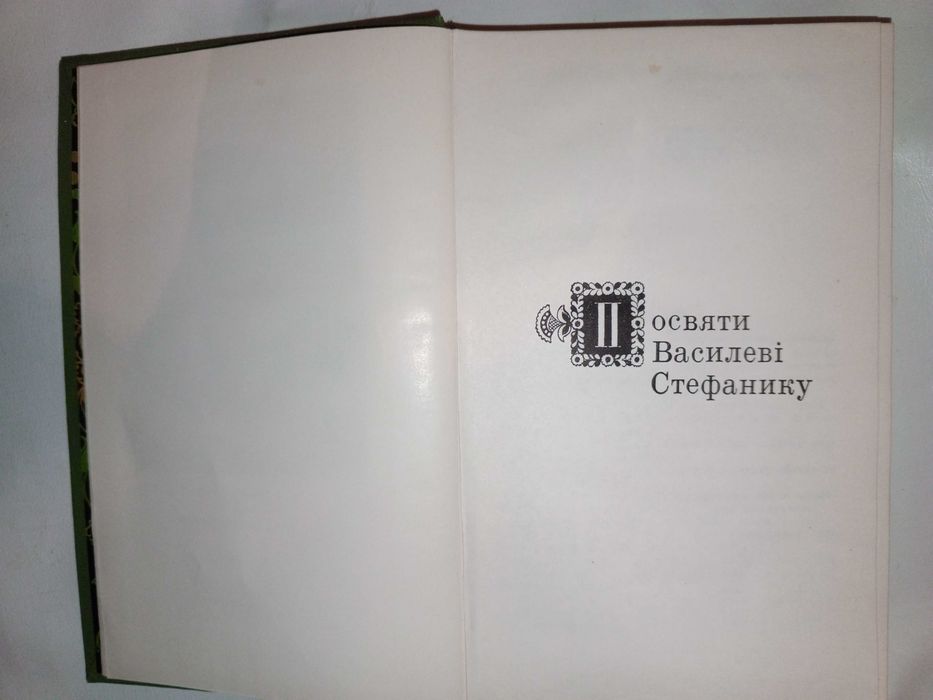 Посвяти
Василеві
Стефанику